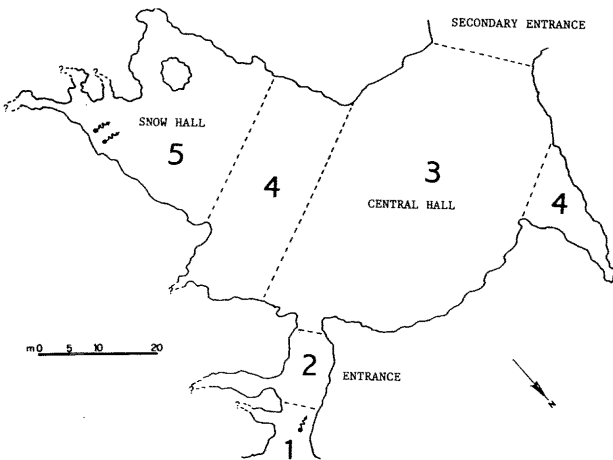 SECONDARY ENTRANCE
?
?
SNOW HALL
?
5
4
3
CENTRAL HALL
4
?
m 0 5 10 20
2
ENTRANCE
?
?
1
N